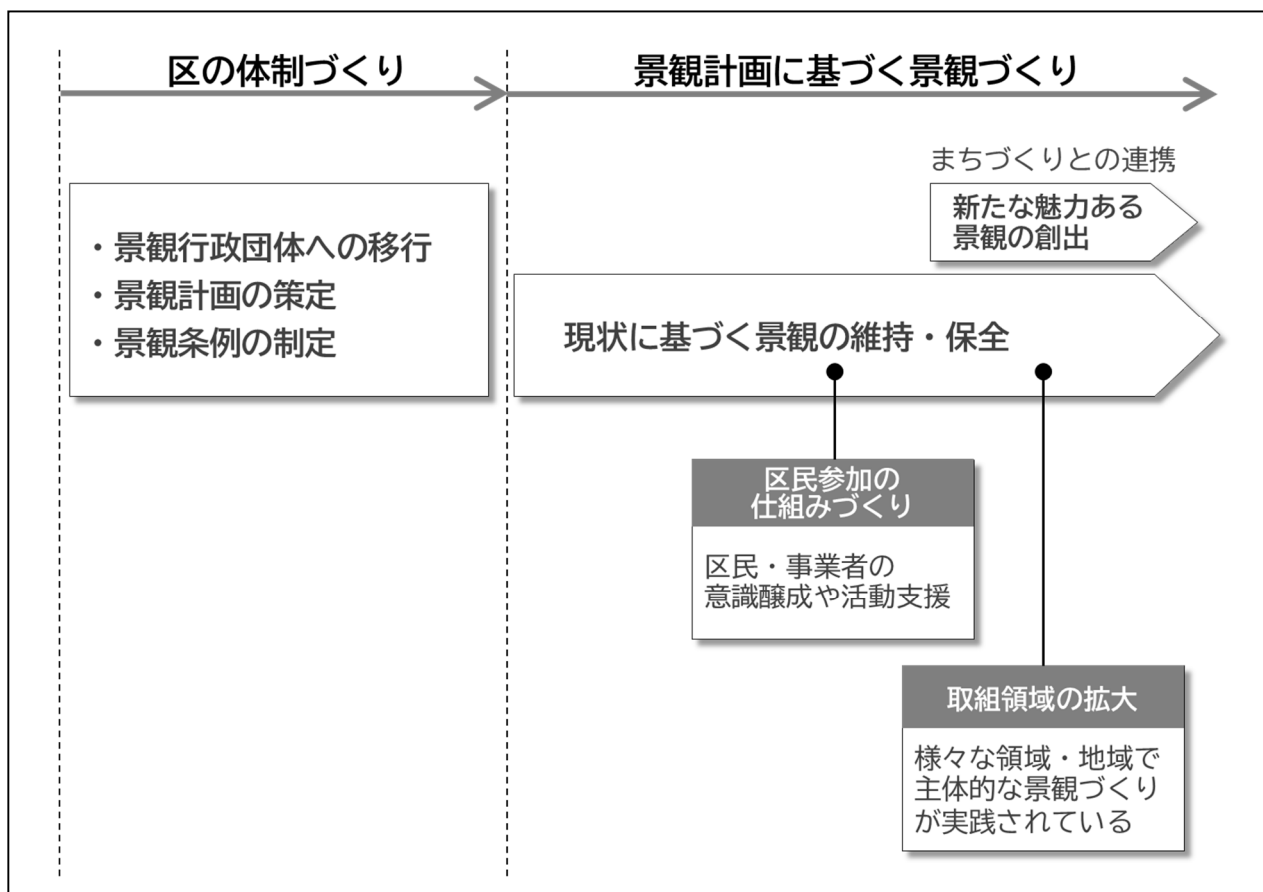 区の体制づくり
景観計画に基づく景観づくり
・景観行政団体への移行
・景観計画の策定
・景観条例の制定
まちづくりとの連携
新たな魅力ある
景観の創出
現状に基づく景観の維持・保全
区民参加の
仕組みづくり
区民・事業者の
意識醸成や活動支援
取組領域の拡大
様々な領域・地域で
主体的な景観づくり
が実践されている